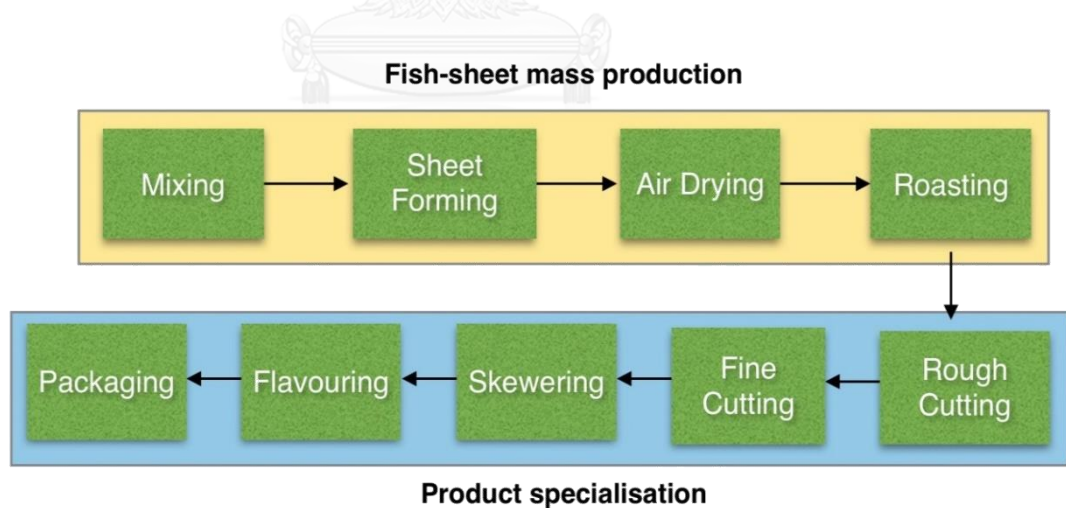 Fish-sheet mass production
Mixing
Sheet
Forming
Air Drying
Roasting
Packaging
Flavouring
Skewering
Fine
Cutting
Rough
Cutting
Product specialisation